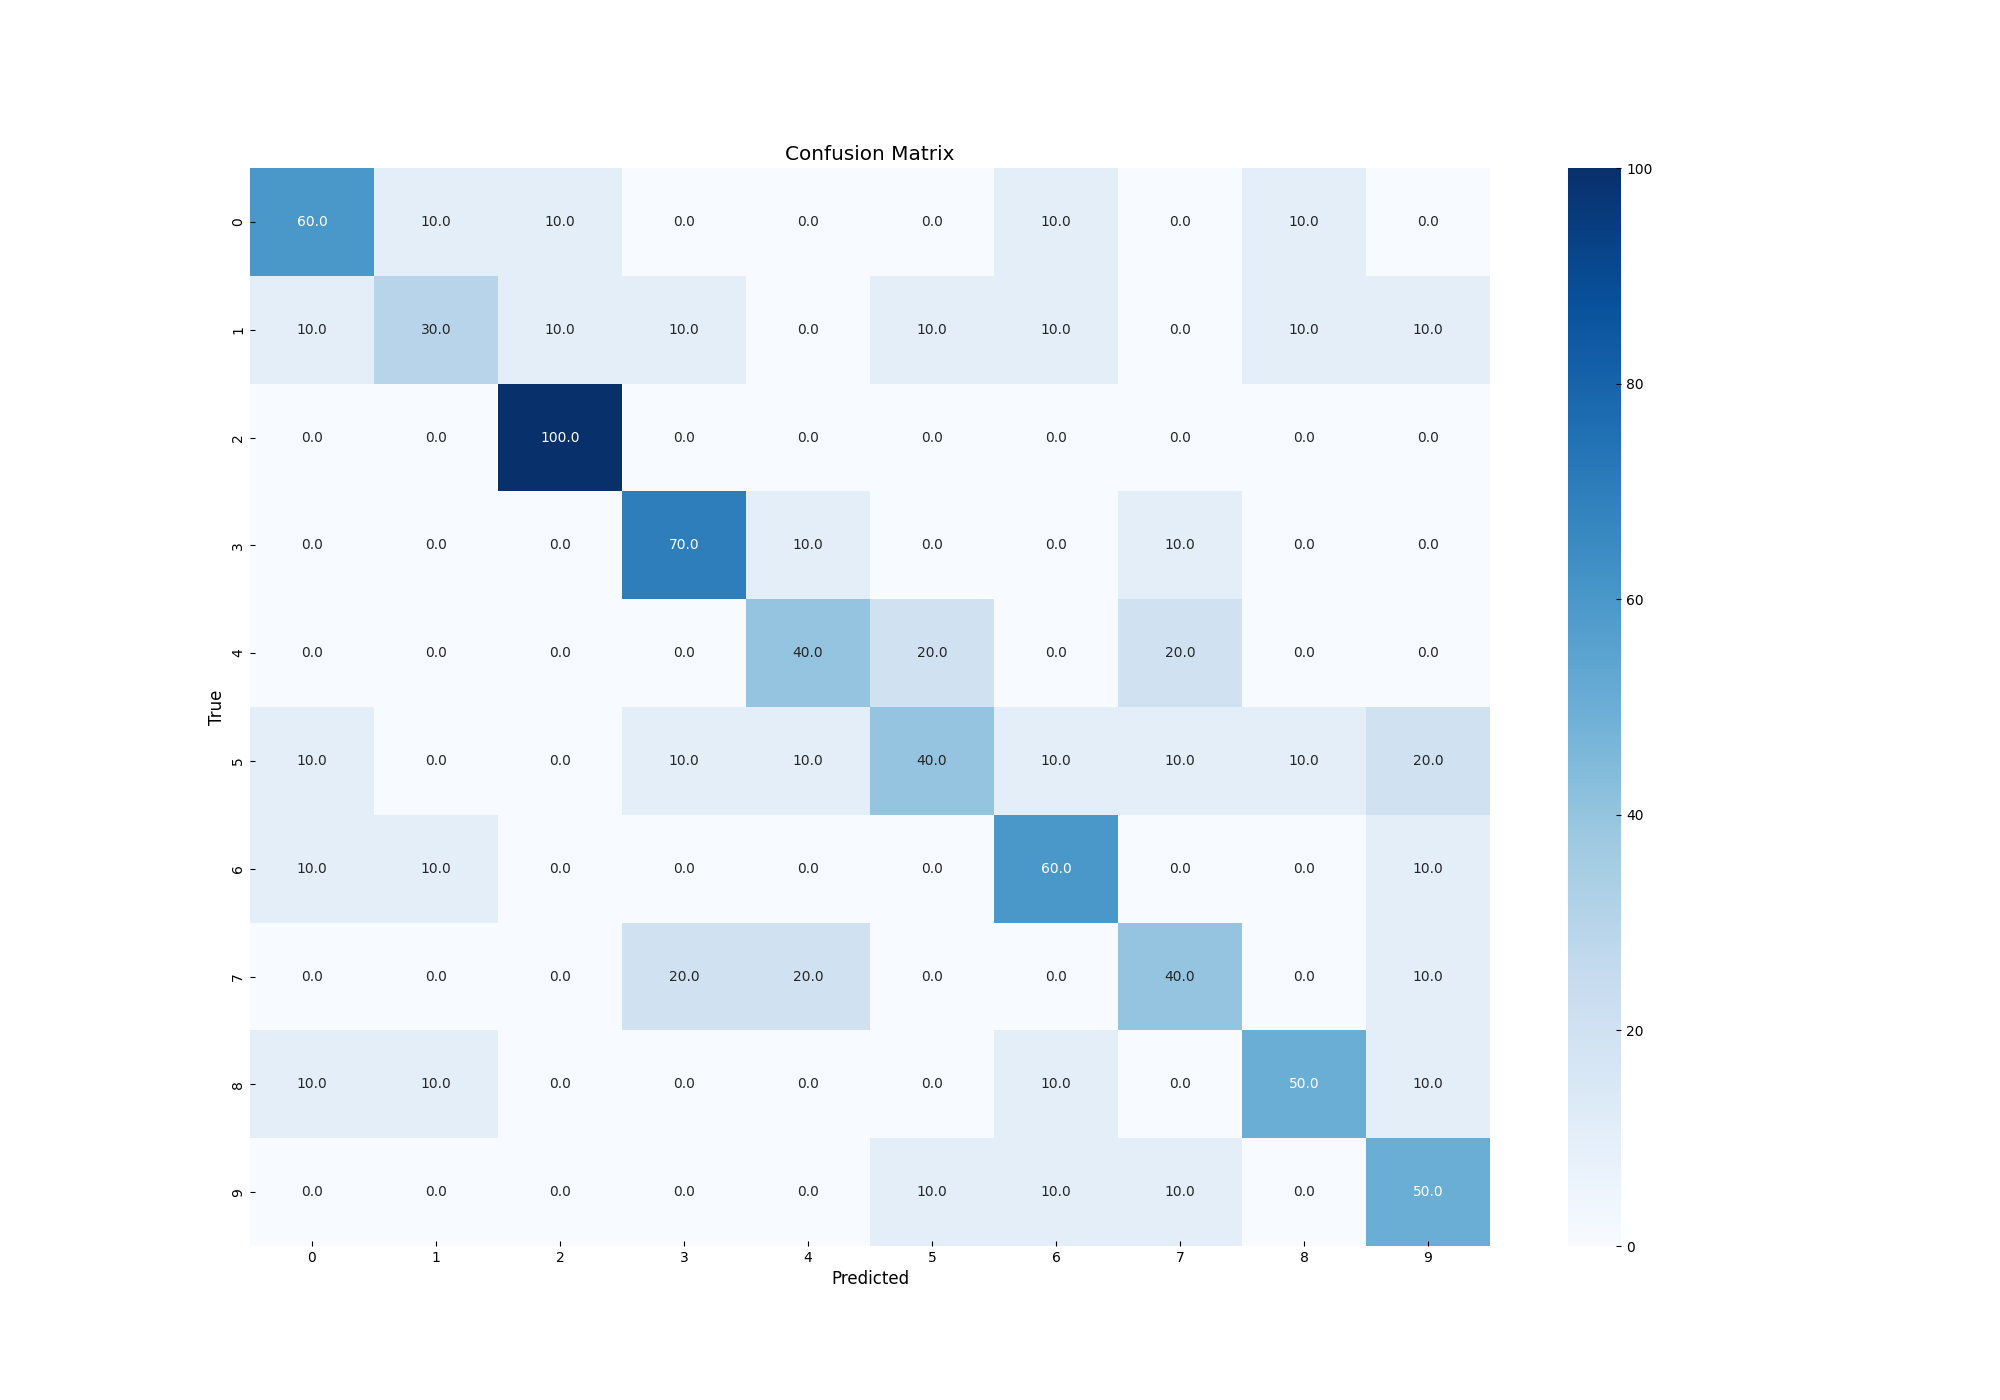 Confusion Matrix
0 60.0 10.0 10.0 0.0 0.0 0.0 10.0 0.0 10.0 0.0
1 10.0 30.0 10.0 10.0 0.0 10.0 10.0 0.0 10.0 10.0
2 0.0 0.0 100.0 0.0 0.0 0.0 0.0 0.0 0.0 0.0
3 0.0 0.0 0.0 70.0 10.0 0.0 0.0 10.0 0.0 0.0
4 0.0 0.0 0.0 0.0 40.0 20.0 0.0 20.0 0.0 0.0
5 10.0 0.0 0.0 10.0 10.0 40.0 10.0 10.0 10.0 20.0
6 10.0 10.0 0.0 0.0 0.0 0.0 60.0 0.0 0.0 10.0
7 0.0 0.0 0.0 20.0 20.0 0.0 0.0 40.0 0.0 10.0
8 10.0 10.0 0.0 0.0 0.0 0.0 10.0 0.0 50.0 10.0
9 0.0 0.0 0.0 0.0 0.0 10.0 10.0 10.0 0.0 50.0
0 1 2 3 4 5 6 7 8 9
Predicted
True
100
80
60
40
20
0